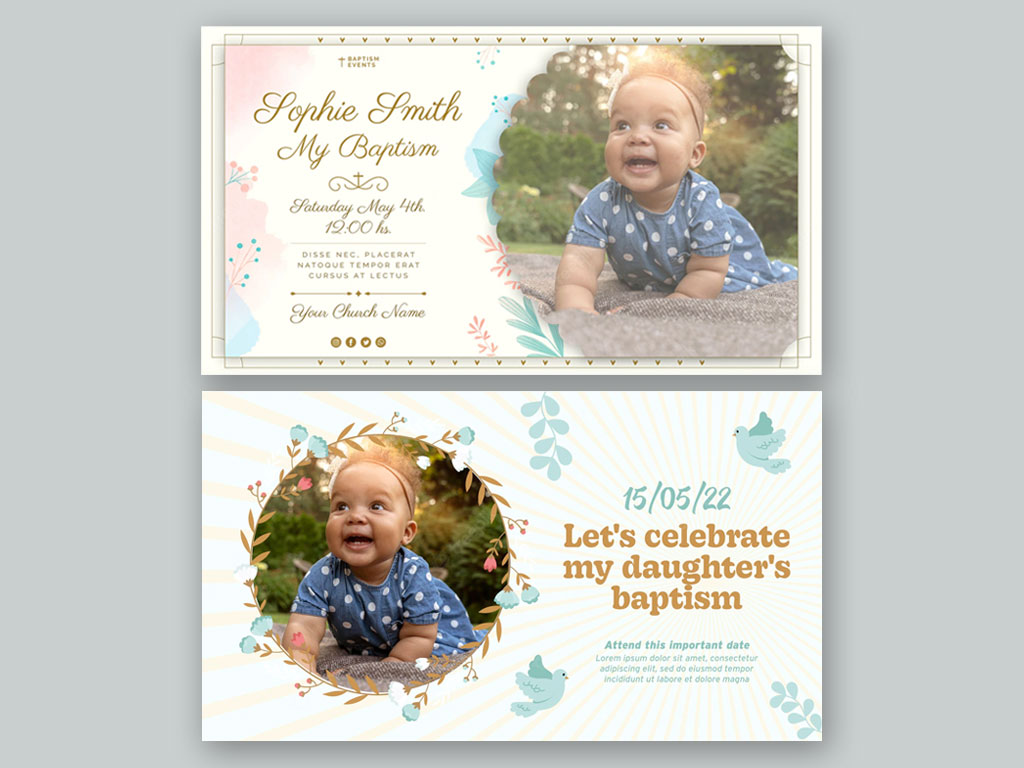 BAPTISM
EVENTS
Sophie Smith
My Baptism
Saturday May 4th.
12:00 hs.
DISSE NEC, PLACERAT
NATOQUE TEMPOR ERAT
CURSUS AT LECTUS
Your Church Name
15/05/22
Let's celebrate
my daughter's
baptism
Attend this important date
Lorem ipsum dolor sit amet, consectetur
adipiscing elit, sed do eiusmod tempor
incididunt ut labore et dolore magna